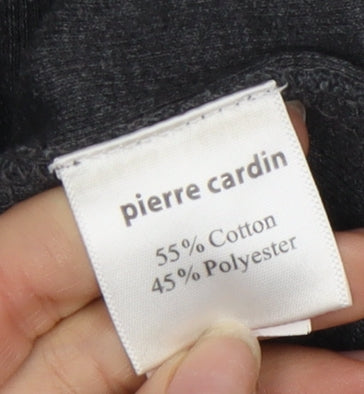 pierre cardin
55% Cotton
45% Polyester